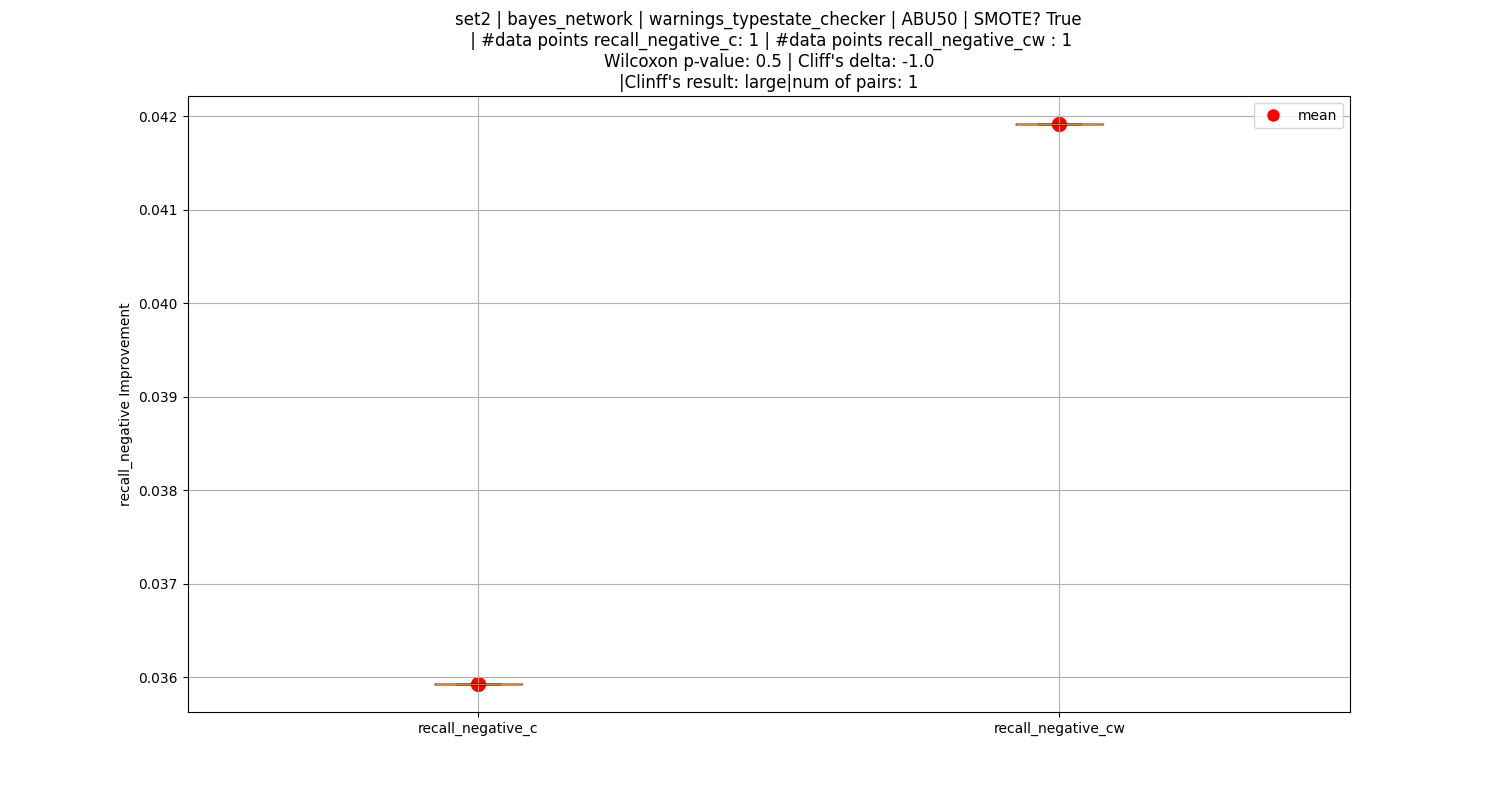 set2 | bayes_network | warnings_typestate_checker | ABU50 | SMOTE? True
| #data points recall_negative_c: 1 | #data points recall_negative_cw : 1
Wilcoxon p-value: 0.5 | Cliff's delta: -1.0
|Clinff's result: large|num of pairs: 1
mean
0.042
0.041
0.040
0.039
0.038
0.037
0.036
recall_negative Improvement
recall_negative_c
recall_negative_cw